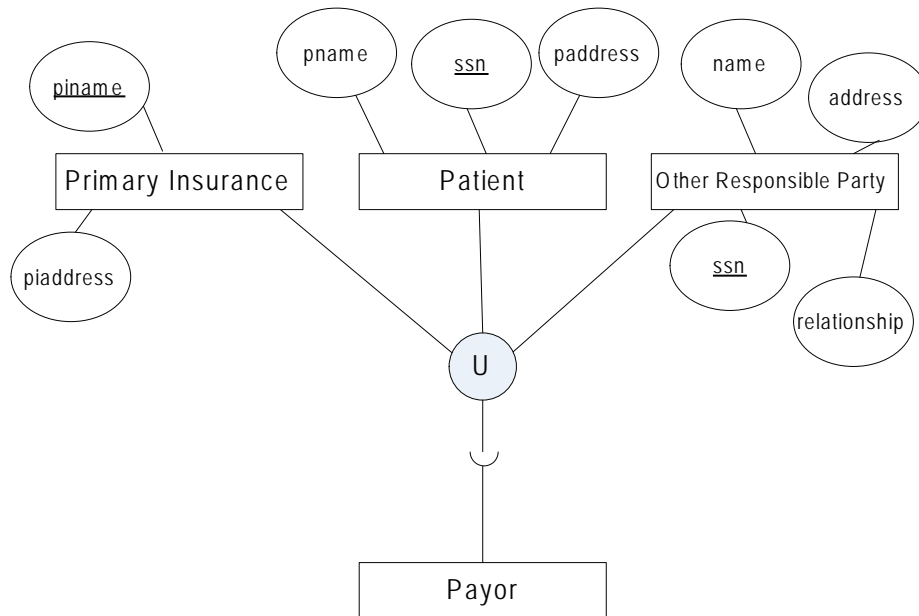 pname
ssn
paddress
name
address
piname
Primary Insurance
Patient
Other Responsible Party
piaddress
ssn
relationship
U
Payor